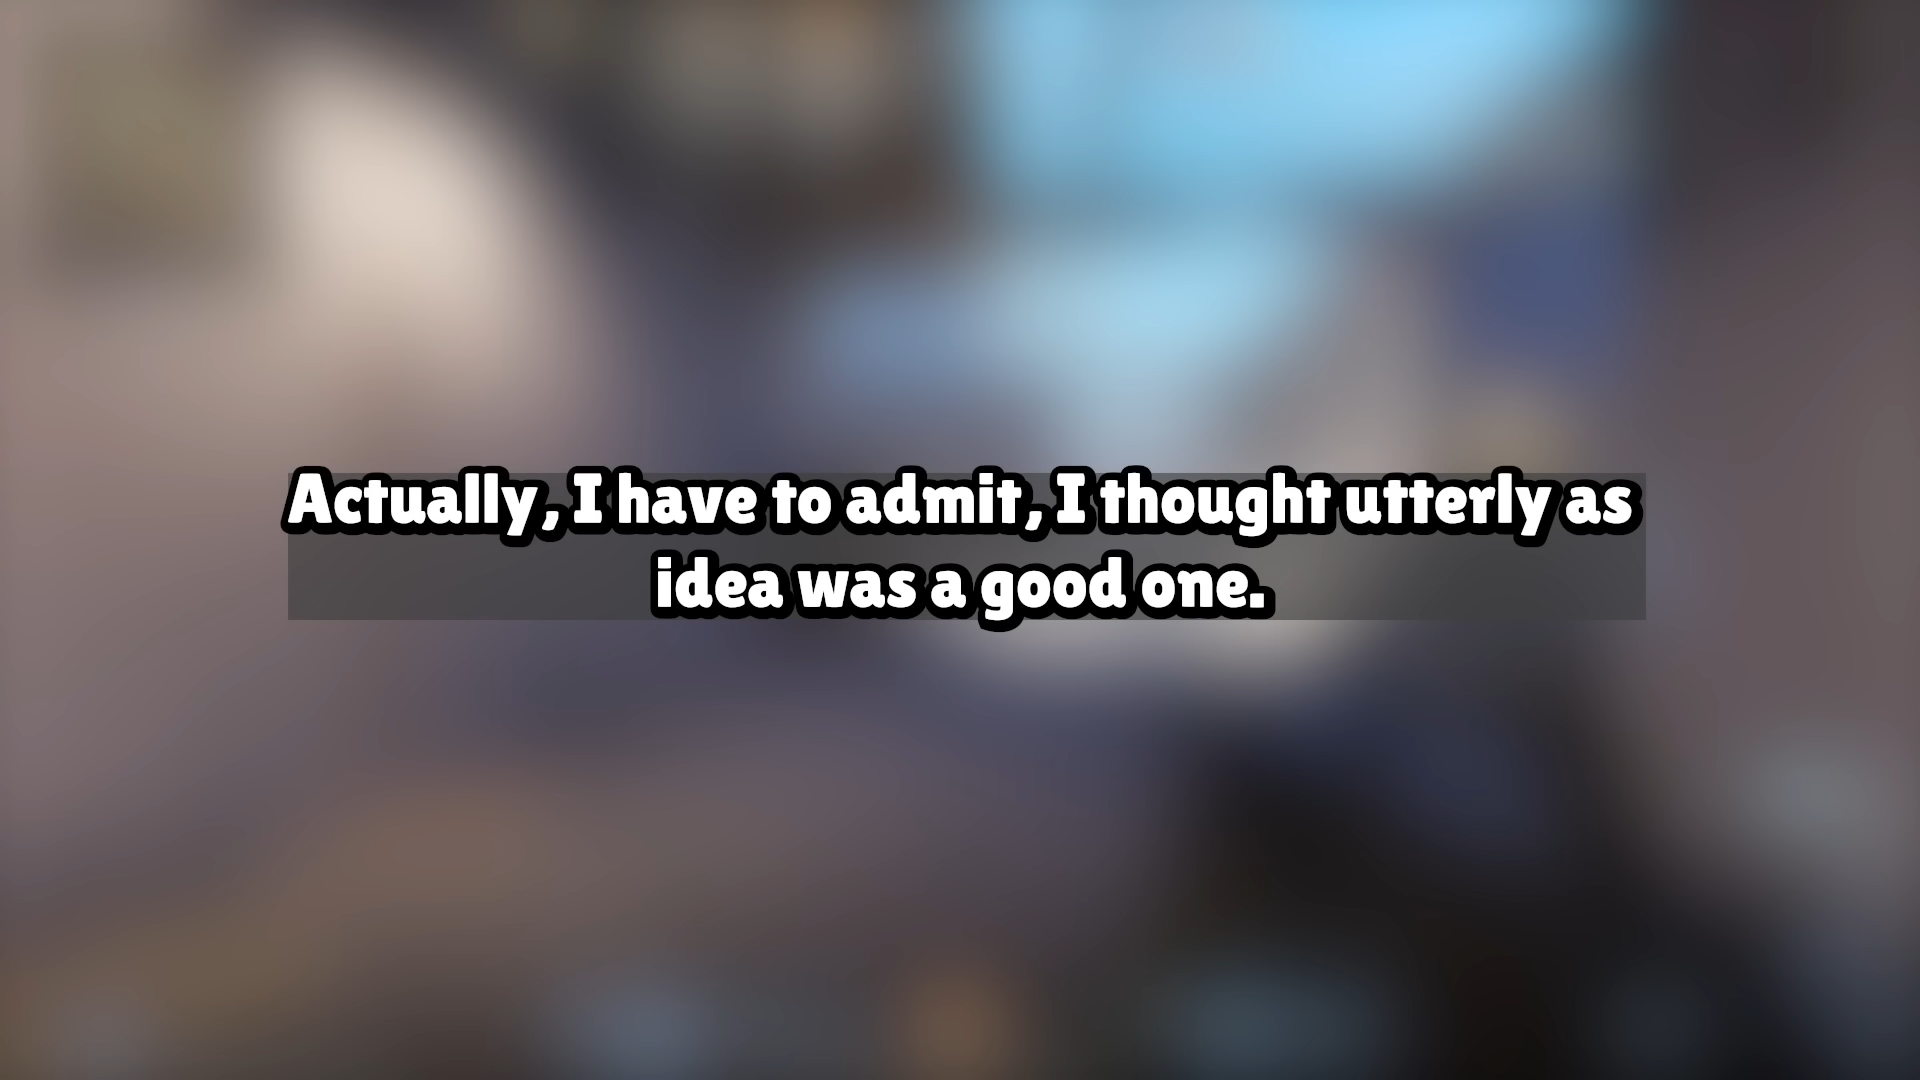 Actually, I have to admit, I thought utterly as
idea was a good one.